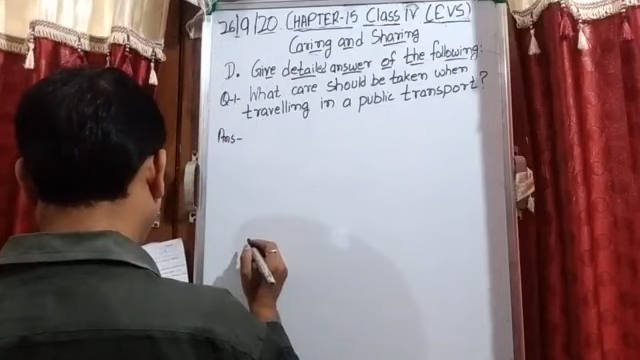 26/9/20. CHAPTER-15 Class IV (EVS)
Caring and Sharing
D. Give detailed answer of the following:
Q-1. What care should be taken when
travelling in a public transport?
Ans-